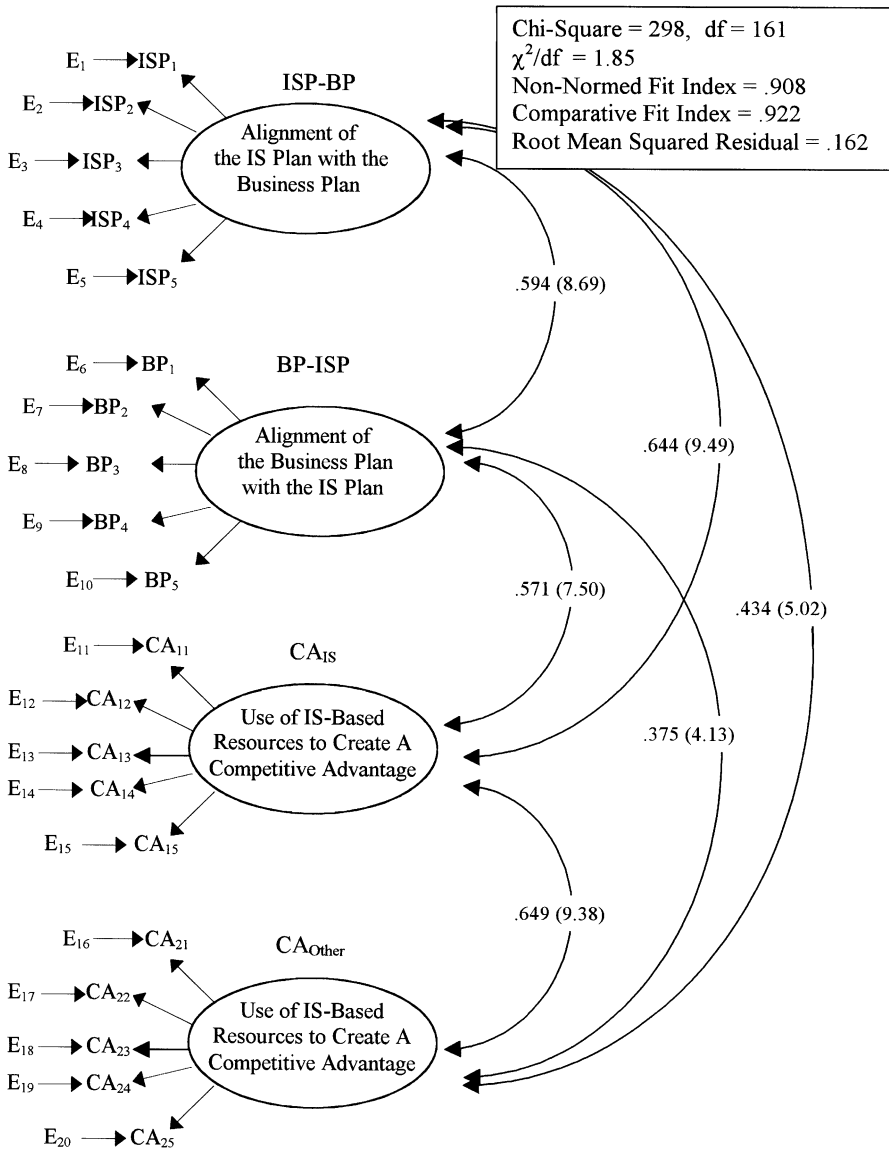 Chi-Square = 298, df = 161
χ²/df = 1.85
Non-Normed Fit Index = .908
Comparative Fit Index = .922
Root Mean Squared Residual = .162
E₁ ISP₁
ISP-BP
E₂ ISP₂
Alignment of
the IS Plan with the
Business Plan
E₃ ISP₃
E₄ ISP₄
E₅ ISP₅
.594 (8.69)
E₆ BP₁
BP-ISP
E₇ BP₂
Alignment of
the Business Plan
with the IS Plan
E₈ BP₃
E₉ BP₄
E₁₀ BP₅
.644 (9.49)
.571 (7.50)
.434 (5.02)
E₁₁ CA₁₁
CA_IS
E₁₂ CA₁₂
Use of IS-Based
Resources to Create A
Competitive Advantage
E₁₃ CA₁₃
E₁₄ CA₁₄
E₁₅ CA₁₅
.375 (4.13)
.649 (9.38)
E₁₆ CA₂₁
CA_Other
E₁₇ CA₂₂
Use of IS-Based
Resources to Create A
Competitive Advantage
E₁₈ CA₂₃
E₁₉ CA₂₄
E₂₀ CA₂₅